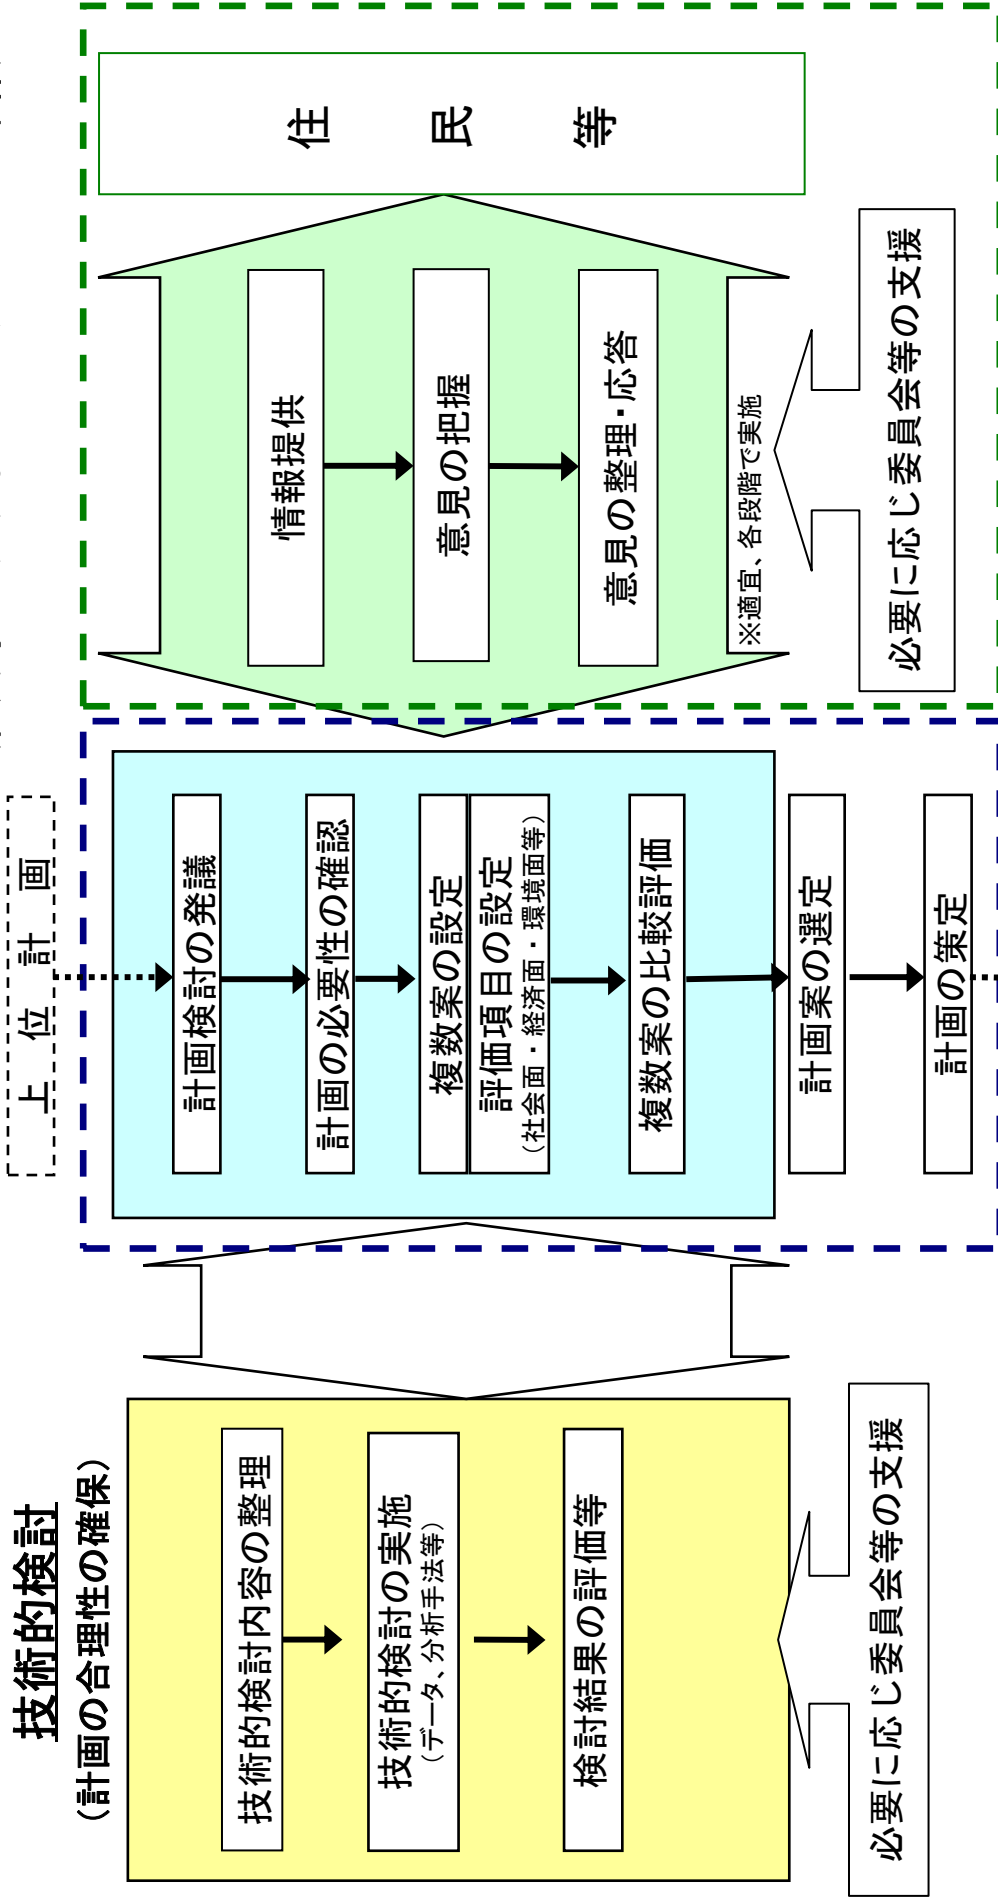 技術的検討
（計画の合理性の確保）
技術的検討内容の整理
技術的検討の実施
（データ、分析手法等）
検討結果の評価等
必要に応じ委員会等の支援
上位計画
計画検討の発議
計画の必要性の確認
複数案の設定
評価項目の設定
（社会面・経済面・環境面等）
複数案の比較評価
計画案の選定
計画の策定
情報提供
意見の把握
意見の整理・応答
※適宜、各段階で実施
必要に応じ委員会等の支援
住民等